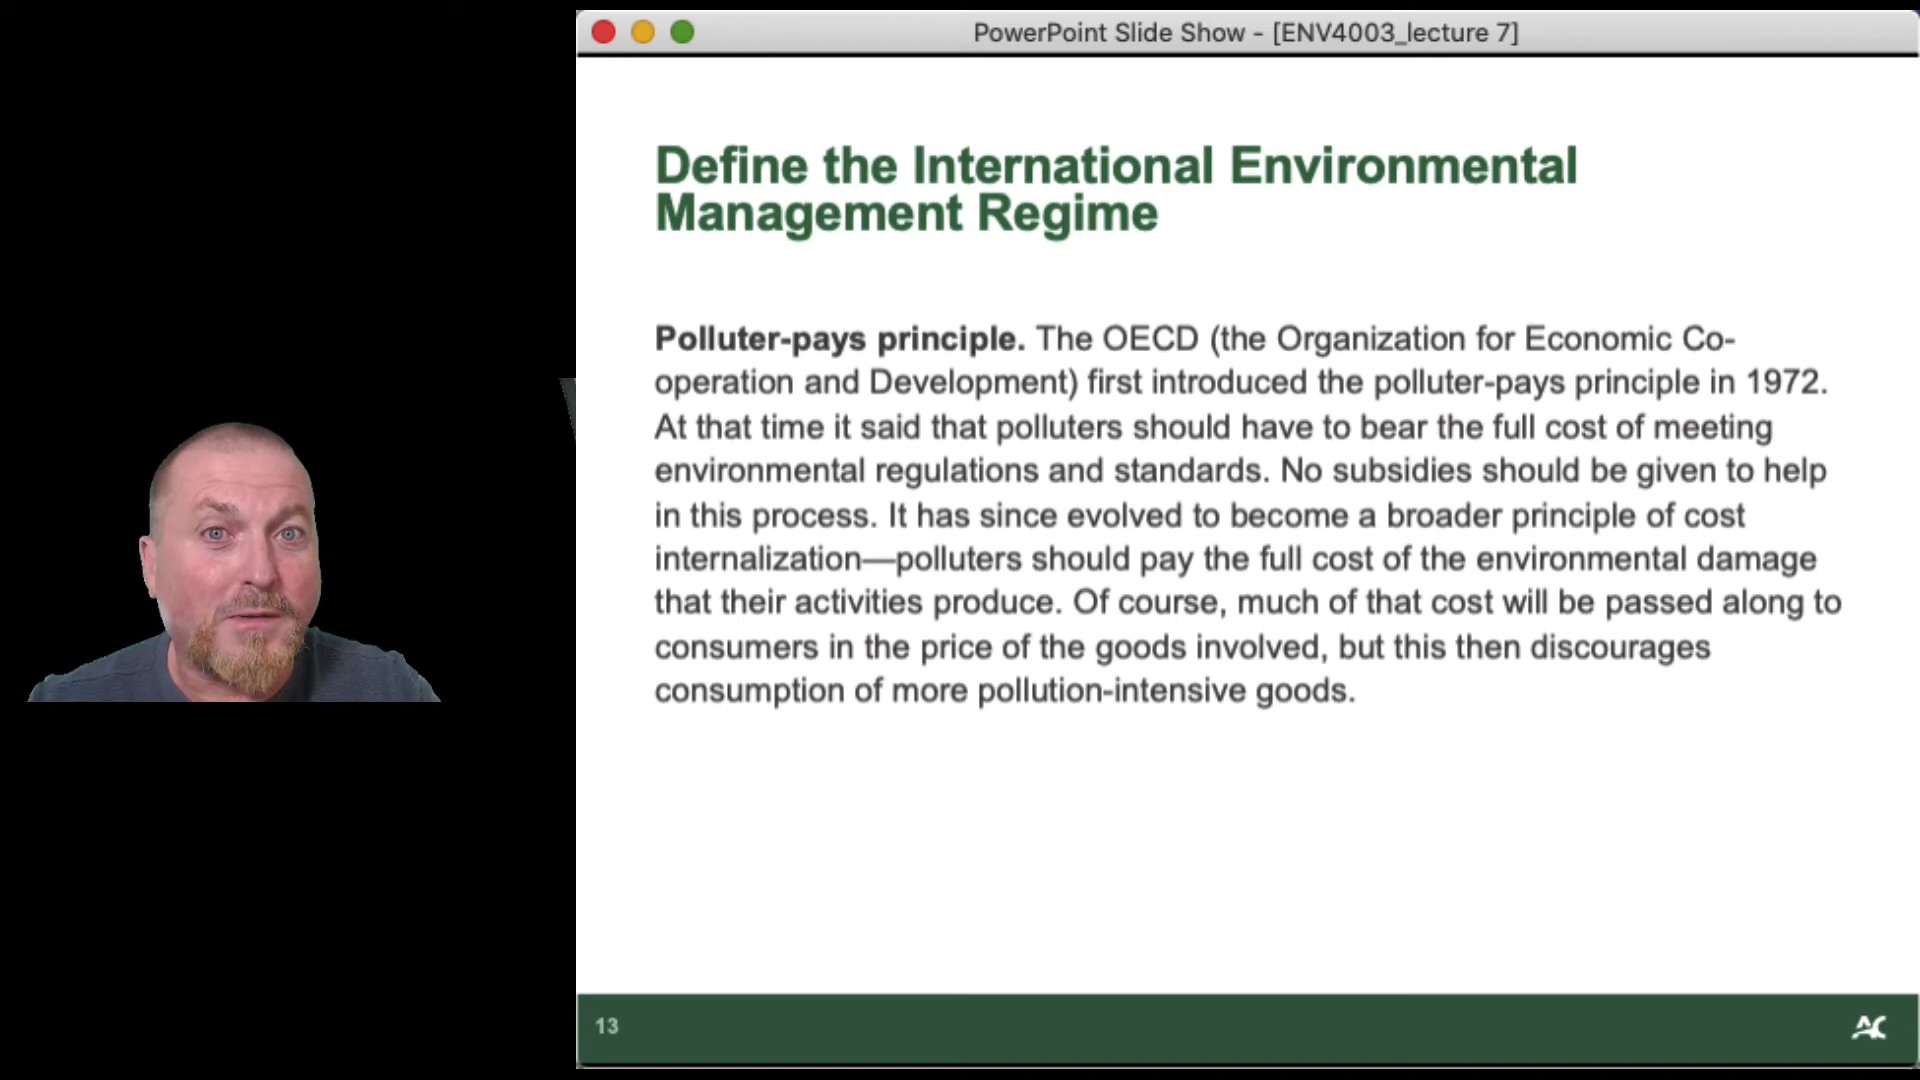 PowerPoint Slide Show - [ENV4003_lecture 7]
Define the International Environmental
Management Regime
Polluter-pays principle. The OECD (the Organization for Economic Co-
operation and Development) first introduced the polluter-pays principle in 1972.
At that time it said that polluters should have to bear the full cost of meeting
environmental regulations and standards. No subsidies should be given to help
in this process. It has since evolved to become a broader principle of cost
internalization—polluters should pay the full cost of the environmental damage
that their activities produce. Of course, much of that cost will be passed along to
consumers in the price of the goods involved, but this then discourages
consumption of more pollution-intensive goods.
13
AC